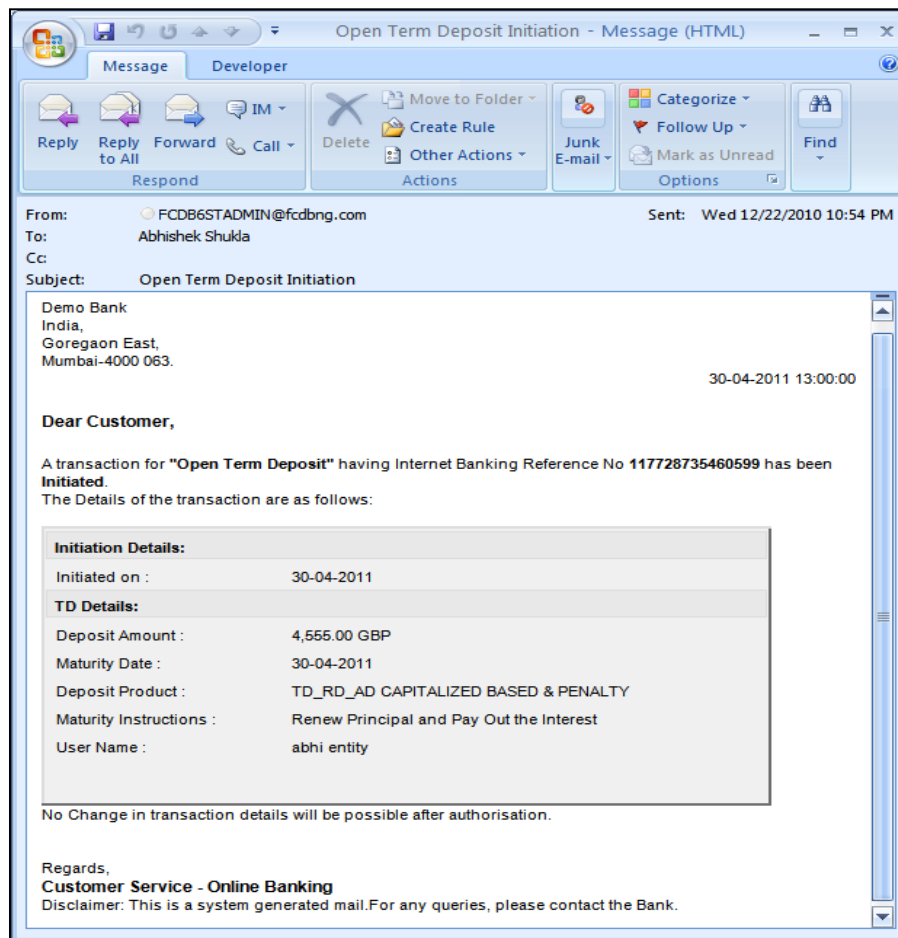 Open Term Deposit Initiation - Message (HTML)
Message Developer
Reply
Reply to All
Forward
IM
Call
Respond
Delete
Move to Folder
Create Rule
Other Actions
Actions
Junk E-mail
Categorize
Follow Up
Mark as Unread
Options
Find
From: FCDB6STADMIN@fcdbng.com Sent: Wed 12/22/2010 10:54 PM
To: Abhishek Shukla
Cc:
Subject: Open Term Deposit Initiation
Demo Bank
India,
Goregaon East,
Mumbai-4000 063.
30-04-2011 13:00:00
Dear Customer,
A transaction for "Open Term Deposit" having Internet Banking Reference No 117728735460599 has been
Initiated.
The Details of the transaction are as follows:
Initiation Details:
Initiated on : 30-04-2011
TD Details:
Deposit Amount : 4,555.00 GBP
Maturity Date : 30-04-2011
Deposit Product : TD_RD_AD CAPITALIZED BASED & PENALTY
Maturity Instructions : Renew Principal and Pay Out the Interest
User Name : abhi entity
No Change in transaction details will be possible after authorisation.
Regards,
Customer Service - Online Banking
Disclaimer: This is a system generated mail.For any queries, please contact the Bank.